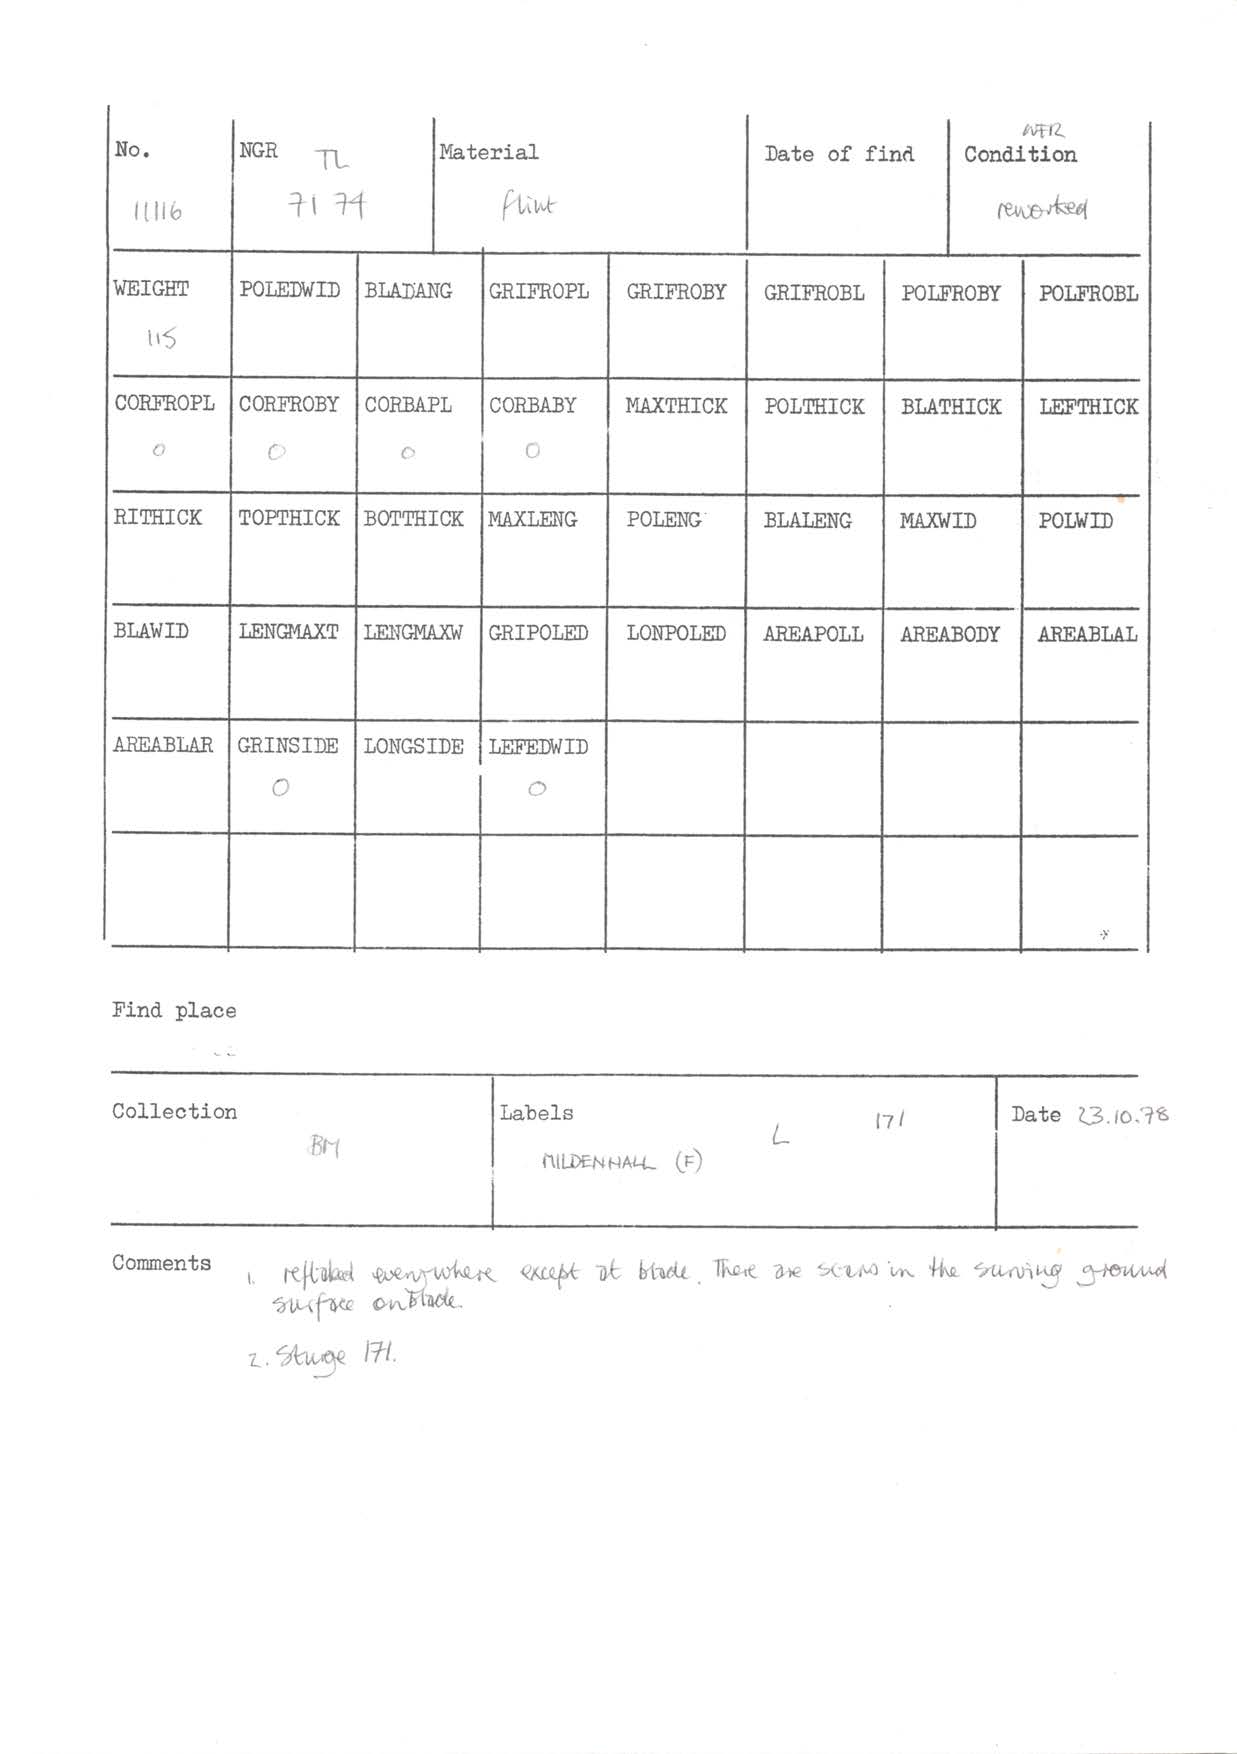 No. NGR TL Material Date of find WFR Condition
11116 71 74 flint reworked
WEIGHT POLEDWID BLADANG GRIFROPL GRIFROBY GRIFROBL POLFROBY POLFROBL
115
CORFROPL CORFROBY CORBAPL CORBABY MAXTHICK POLTHICK BLATHICK LEFTHICK
0 0 0 0
RITHICK TOPTHICK BOTTHICK MAXLENG POLENG BLALENG MAXWID POLWID
BLAWID LENGMAXT LENGMAXW GRIPOLED LONPOLED AREAPOLL AREABODY AREABLAL
AREABLAR GRINSIDE LONGSIDE LEFEDWID
0 0
Find place
Collection Labels L 171 Date 23.10.78
BM MILDENHALL (F)
Comments 1. reflaked everywhere except at blade. There are scars in the surving ground
surface on blade.
2. Sturge 171.